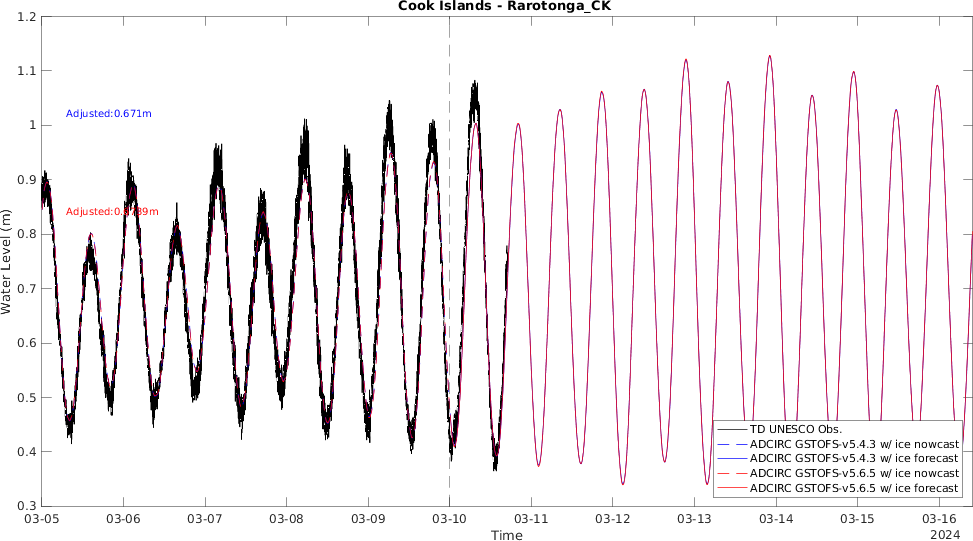 Cook Islands - Rarotonga_CK
Water Level (m)
1.2
1.1
1
0.9
0.8
0.7
0.6
0.5
0.4
0.3
Adjusted:0.671m
TD UNESCO Obs.
ADCIRC GSTOFS-v5.4.3 w/ ice nowcast
ADCIRC GSTOFS-v5.4.3 w/ ice forecast
ADCIRC GSTOFS-v5.6.5 w/ ice nowcast
ADCIRC GSTOFS-v5.6.5 w/ ice forecast
03-05 03-06 03-07 03-08 03-09 03-10 03-11 03-12 03-13 03-14 03-15 03-16
Time
2024